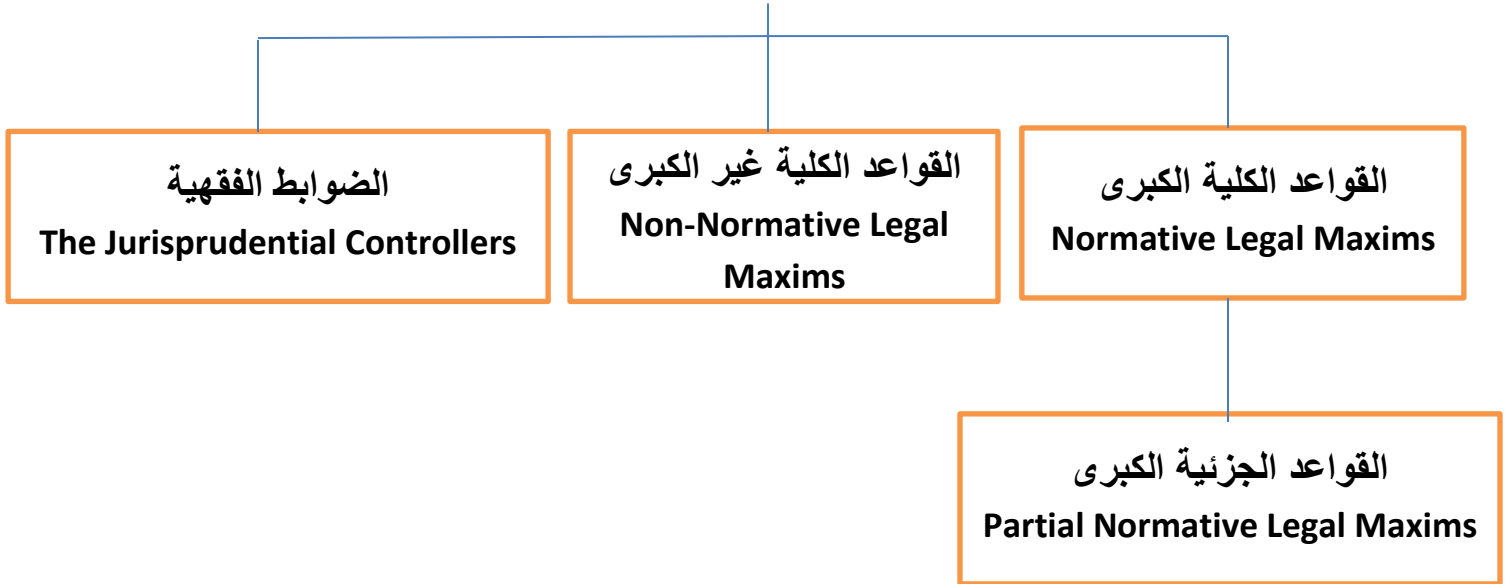 القواعد الكلية الكبرى
Normative Legal Maxims
القواعد الكلية غير الكبرى
Non-Normative Legal
Maxims
الضوابط الفقهية
The Jurisprudential Controllers
القواعد الجزئية الكبرى
Partial Normative Legal Maxims